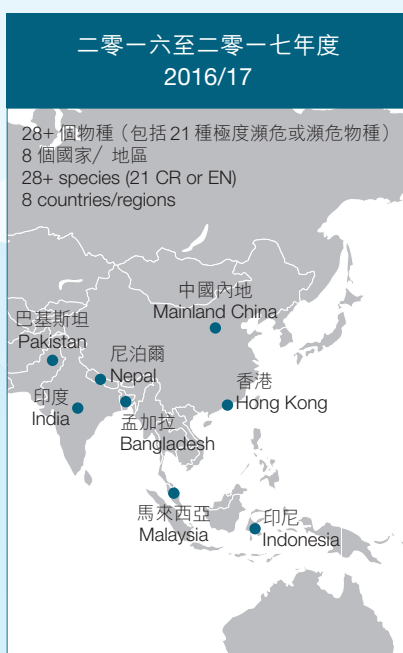 二零一六至二零一七年度
2016/17
28+ 個物種（包括 21 種極度瀕危或瀕危物種）
8 個國家/ 地區
28+ species (21 CR or EN)
8 countries/regions
中國內地
Mainland China
巴基斯坦
Pakistan
尼泊爾
Nepal
印度
India
孟加拉
Bangladesh
香港
Hong Kong
馬來西亞
Malaysia
印尼
Indonesia